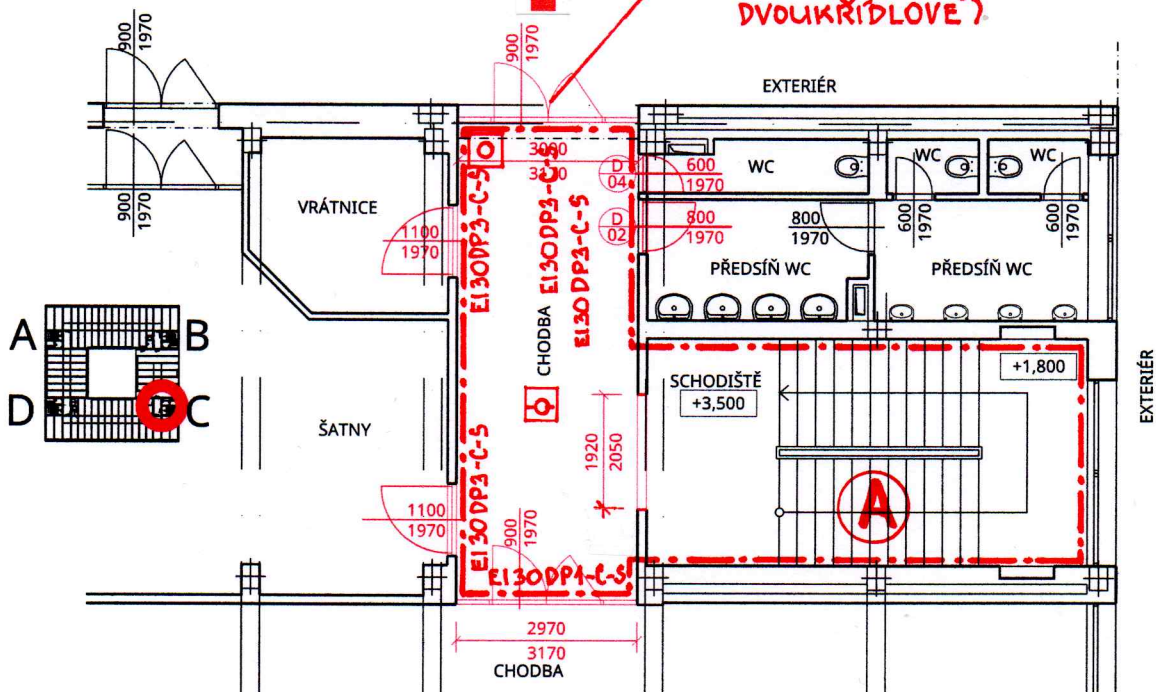 DVOUKŘÍDLOVÉ)
900
1970
900
1970
EXTERIÉR
3000
3170
D
04
600
1970
WC
WC
WC
VRÁTNICE
900
1970
1100
1970
EI30DP3-C-S
EI30DP3-C-S
EI30DP3-C-S
D
02
800
1970
800
1970
600
1970
600
1970
PŘEDSÍŇ WC
PŘEDSÍŇ WC
CHODBA
A
B
D
C
SCHODIŠTĚ
+3,500
+1,800
EXTERIÉR
ŠATNY
1920
2050
EI30DP3-C-S
1100
1970
900
1970
A
EI30DP1-C-S
2970
3170
CHODBA